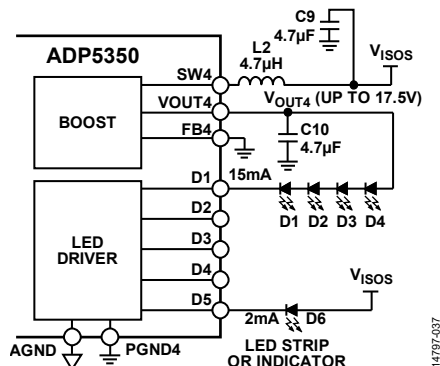 ADP5350
C9
4.7µF
L2
4.7µH
VISOS
SW4
VOUT4
VOUT4 (UP TO 17.5V)
BOOST
C10
4.7µF
FB4
D1
15mA
D1 D2 D3 D4
D2
LED
DRIVER
D3
D4
VISOS
D5
2mA
D6
AGND
PGND4
LED STRIP
OR INDICATOR
14797-037